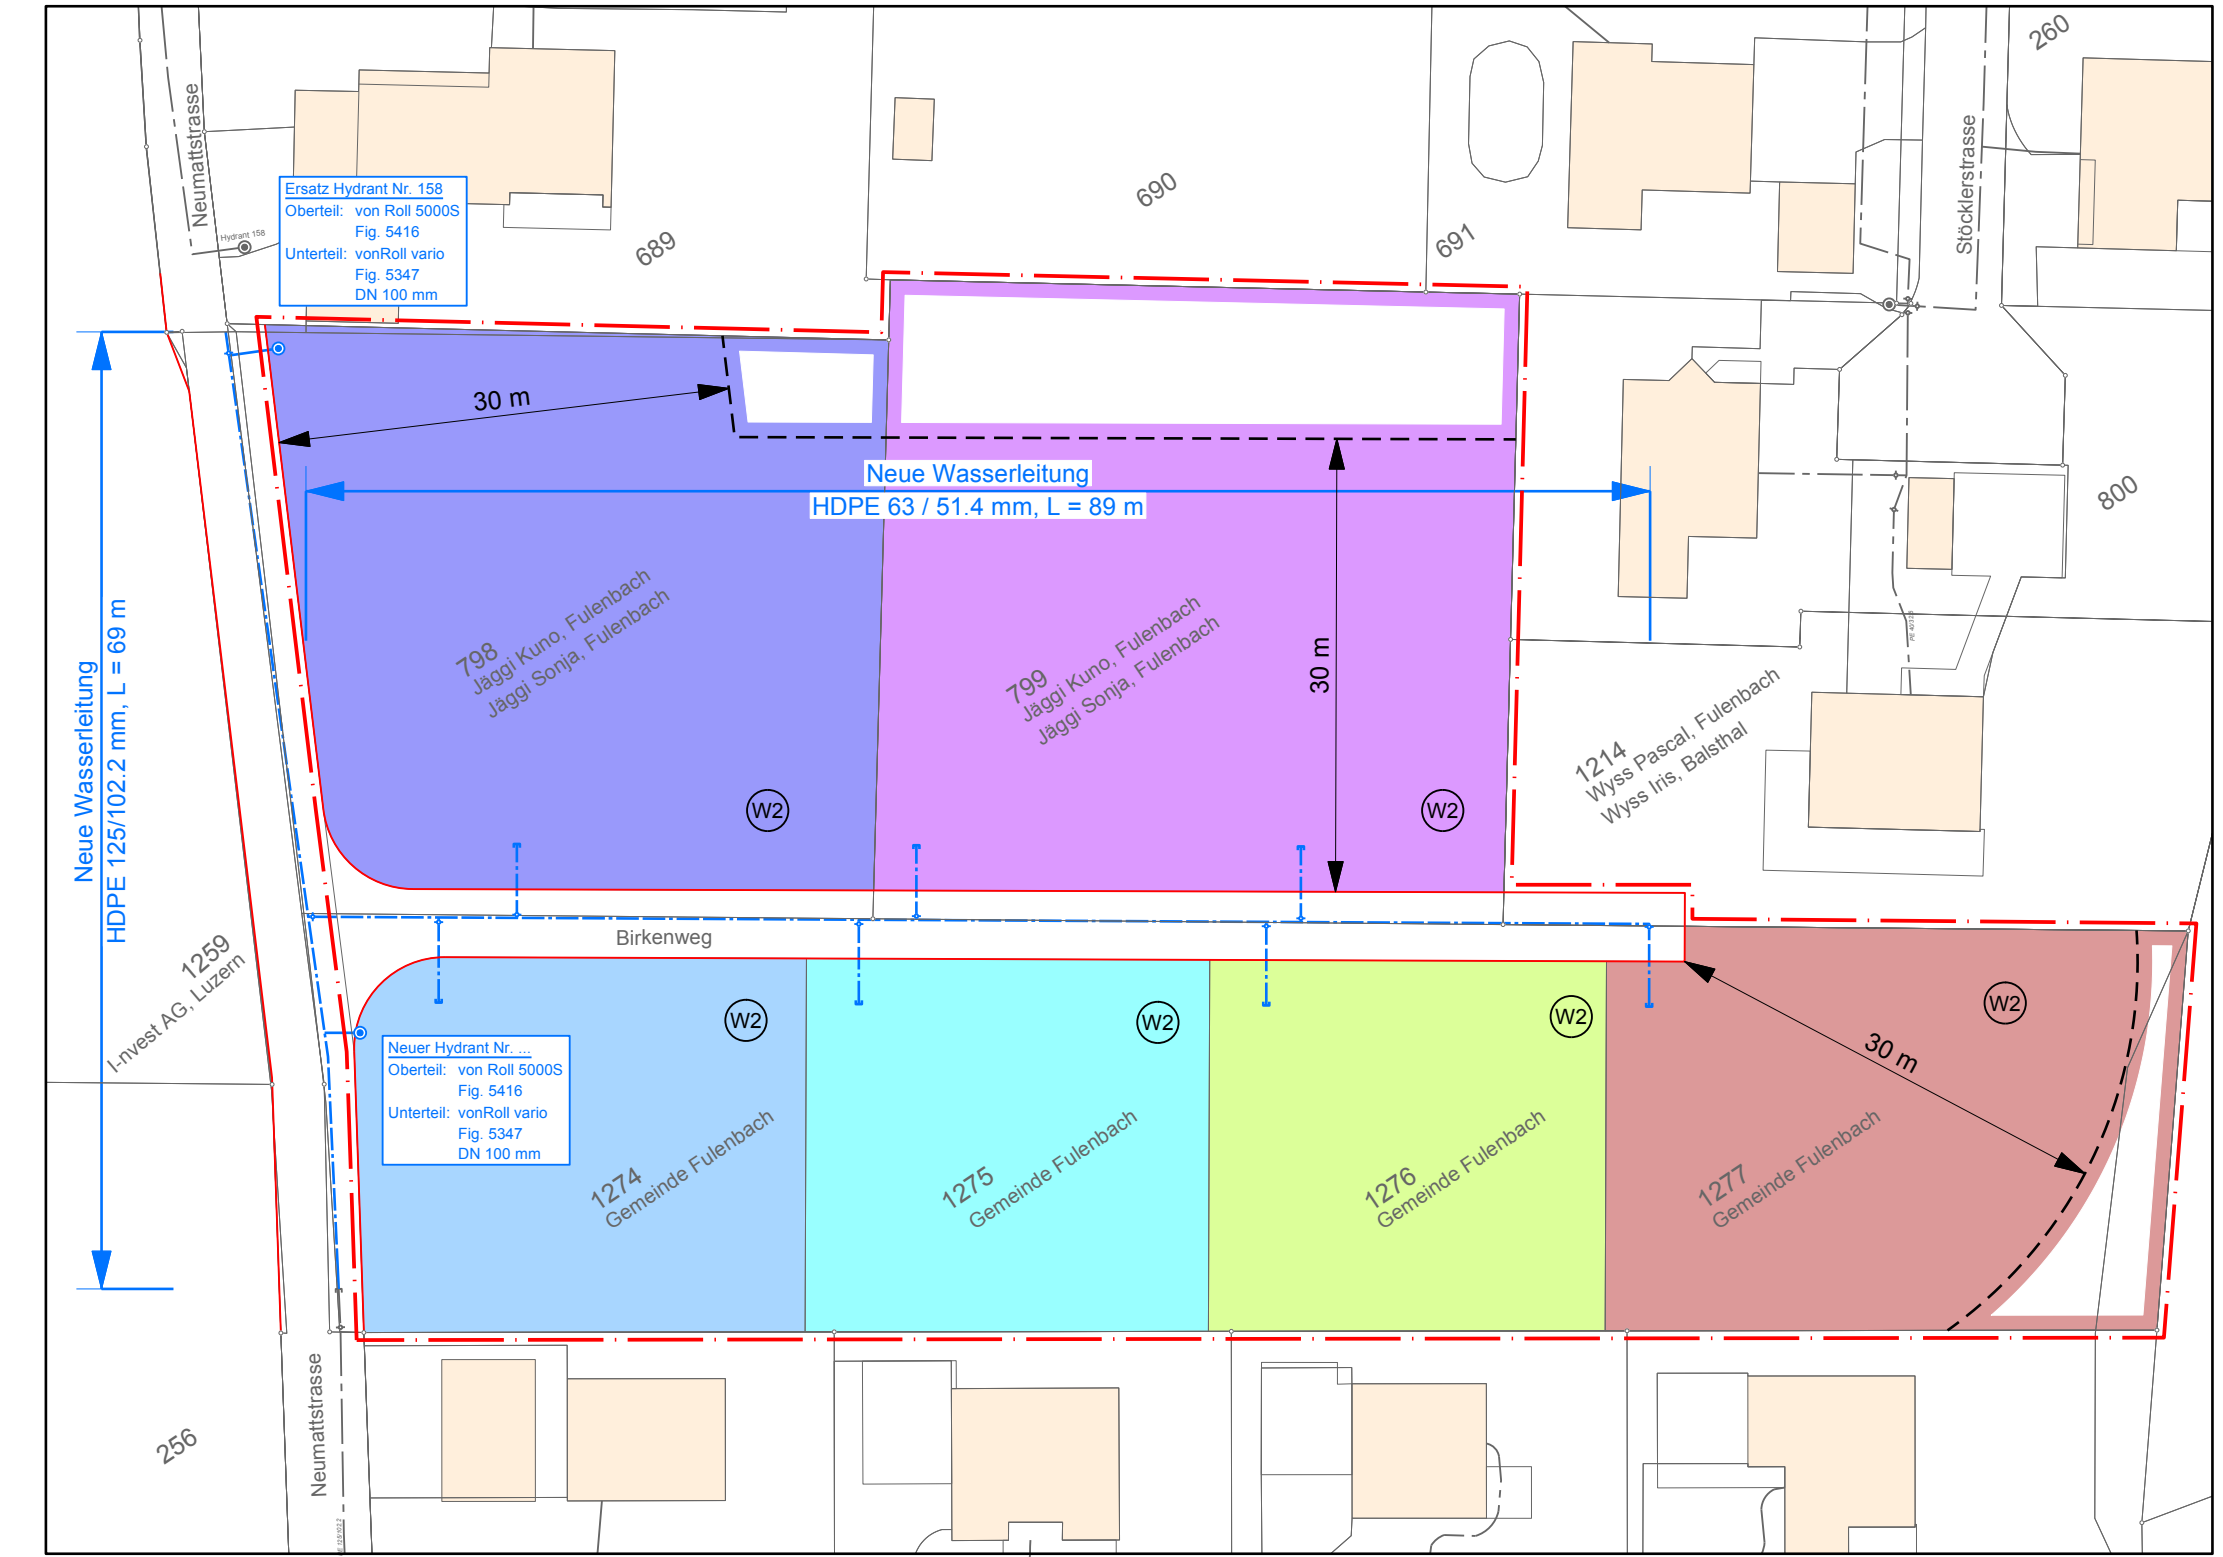 260
Neumattstrasse
Stöcklerstrasse
Hydrant 158
Ersatz Hydrant Nr. 158
Oberteil: von Roll 5000S
Fig. 5416
Unterteil: vonRoll vario
Fig. 5347
DN 100 mm
689
690
691
30 m
Neue Wasserleitung
HDPE 63 / 51.4 mm, L = 89 m
800
798
Jäggi Kuno, Fulenbach
Jäggi Sonja, Fulenbach
799
Jäggi Kuno, Fulenbach
Jäggi Sonja, Fulenbach
30 m
1214
Wyss Pascal, Fulenbach
Wyss Iris, Balsthal
Neue Wasserleitung
HDPE 125/102.2 mm, L = 69 m
W2
W2
Birkenweg
1259
I-nvest AG, Luzern
W2
W2
W2
W2
30 m
Neuer Hydrant Nr. ...
Oberteil: von Roll 5000S
Fig. 5416
Unterteil: vonRoll vario
Fig. 5347
DN 100 mm
1274
Gemeinde Fulenbach
1275
Gemeinde Fulenbach
1276
Gemeinde Fulenbach
1277
Gemeinde Fulenbach
256
Neumattstrasse